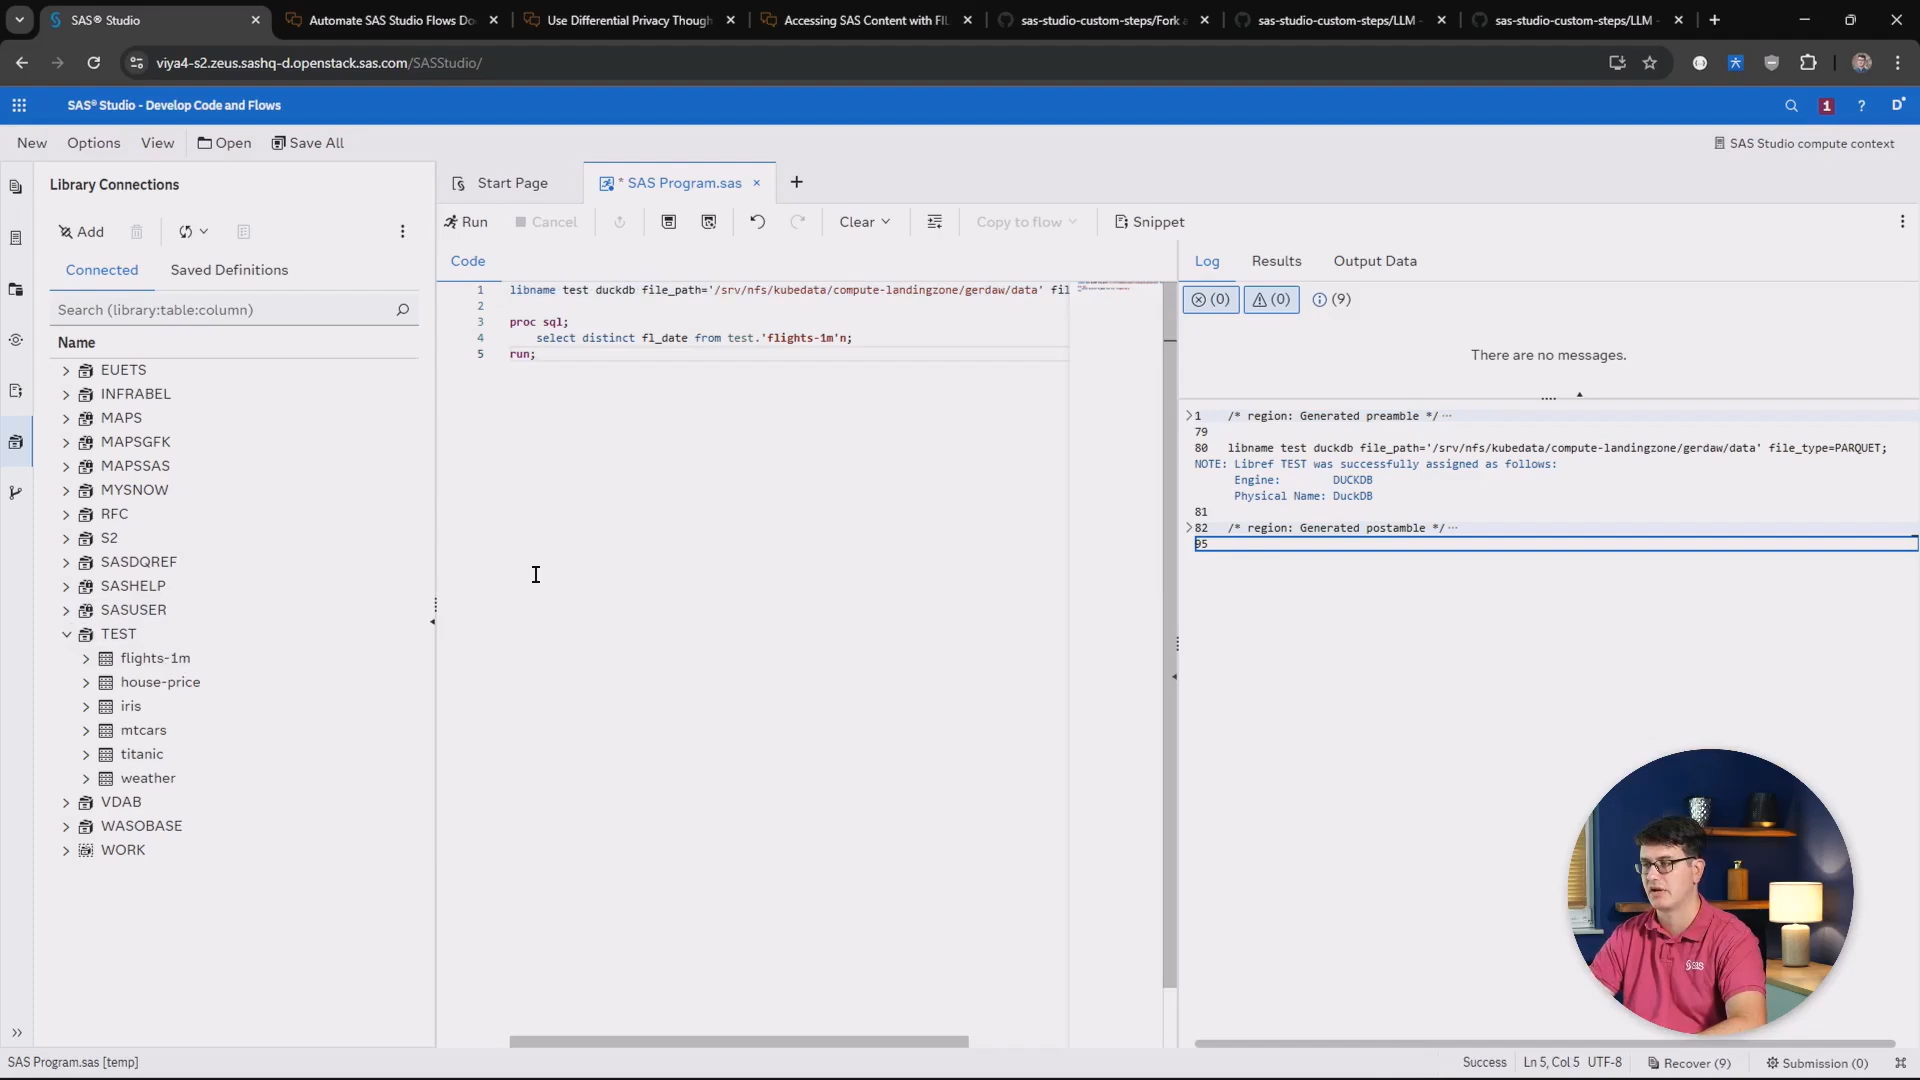 SAS® Studio
Automate SAS Studio Flows Do
Use Differential Privacy Though
Accessing SAS Content with FIL
sas-studio-custom-steps/Fork a
sas-studio-custom-steps/LLM -
sas-studio-custom-steps/LLM -
viya4-s2.zeus.sashq-d.openstack.sas.com/SASStudio/
SAS® Studio - Develop Code and Flows
1 ? D
New Options View Open Save All
SAS Studio compute context
Library Connections
Start Page
* SAS Program.sas
Add
Run Cancel Clear Copy to flow Snippet
Connected Saved Definitions
Code
Log Results Output Data
Search (library:table:column)
(0) (0) (9)
Name
EUETS
INFRABEL
MAPS
MAPSGFK
MAPSSAS
MYSNOW
RFC
S2
SASDQREF
SASHELP
SASUSER
TEST
flights-1m
house-price
iris
mtcars
titanic
weather
VDAB
WASOBASE
WORK
1 libname test duckdb file_path='/srv/nfs/kubedata/compute-landingzone/gerdaw/data' fil
2
3 proc sql;
4 select distinct fl_date from test.'flights-1m'n;
5 run;
There are no messages.
1 /* region: Generated preamble */ ...
79
80 libname test duckdb file_path='/srv/nfs/kubedata/compute-landingzone/gerdaw/data' file_type=PARQUET;
NOTE: Libref TEST was successfully assigned as follows:
Engine: DUCKDB
Physical Name: DuckDB
81
82 /* region: Generated postamble */ ...
95
sas
SAS Program.sas [temp]
Success Ln 5, Col 5 UTF-8 Recover (9) Submission (0)